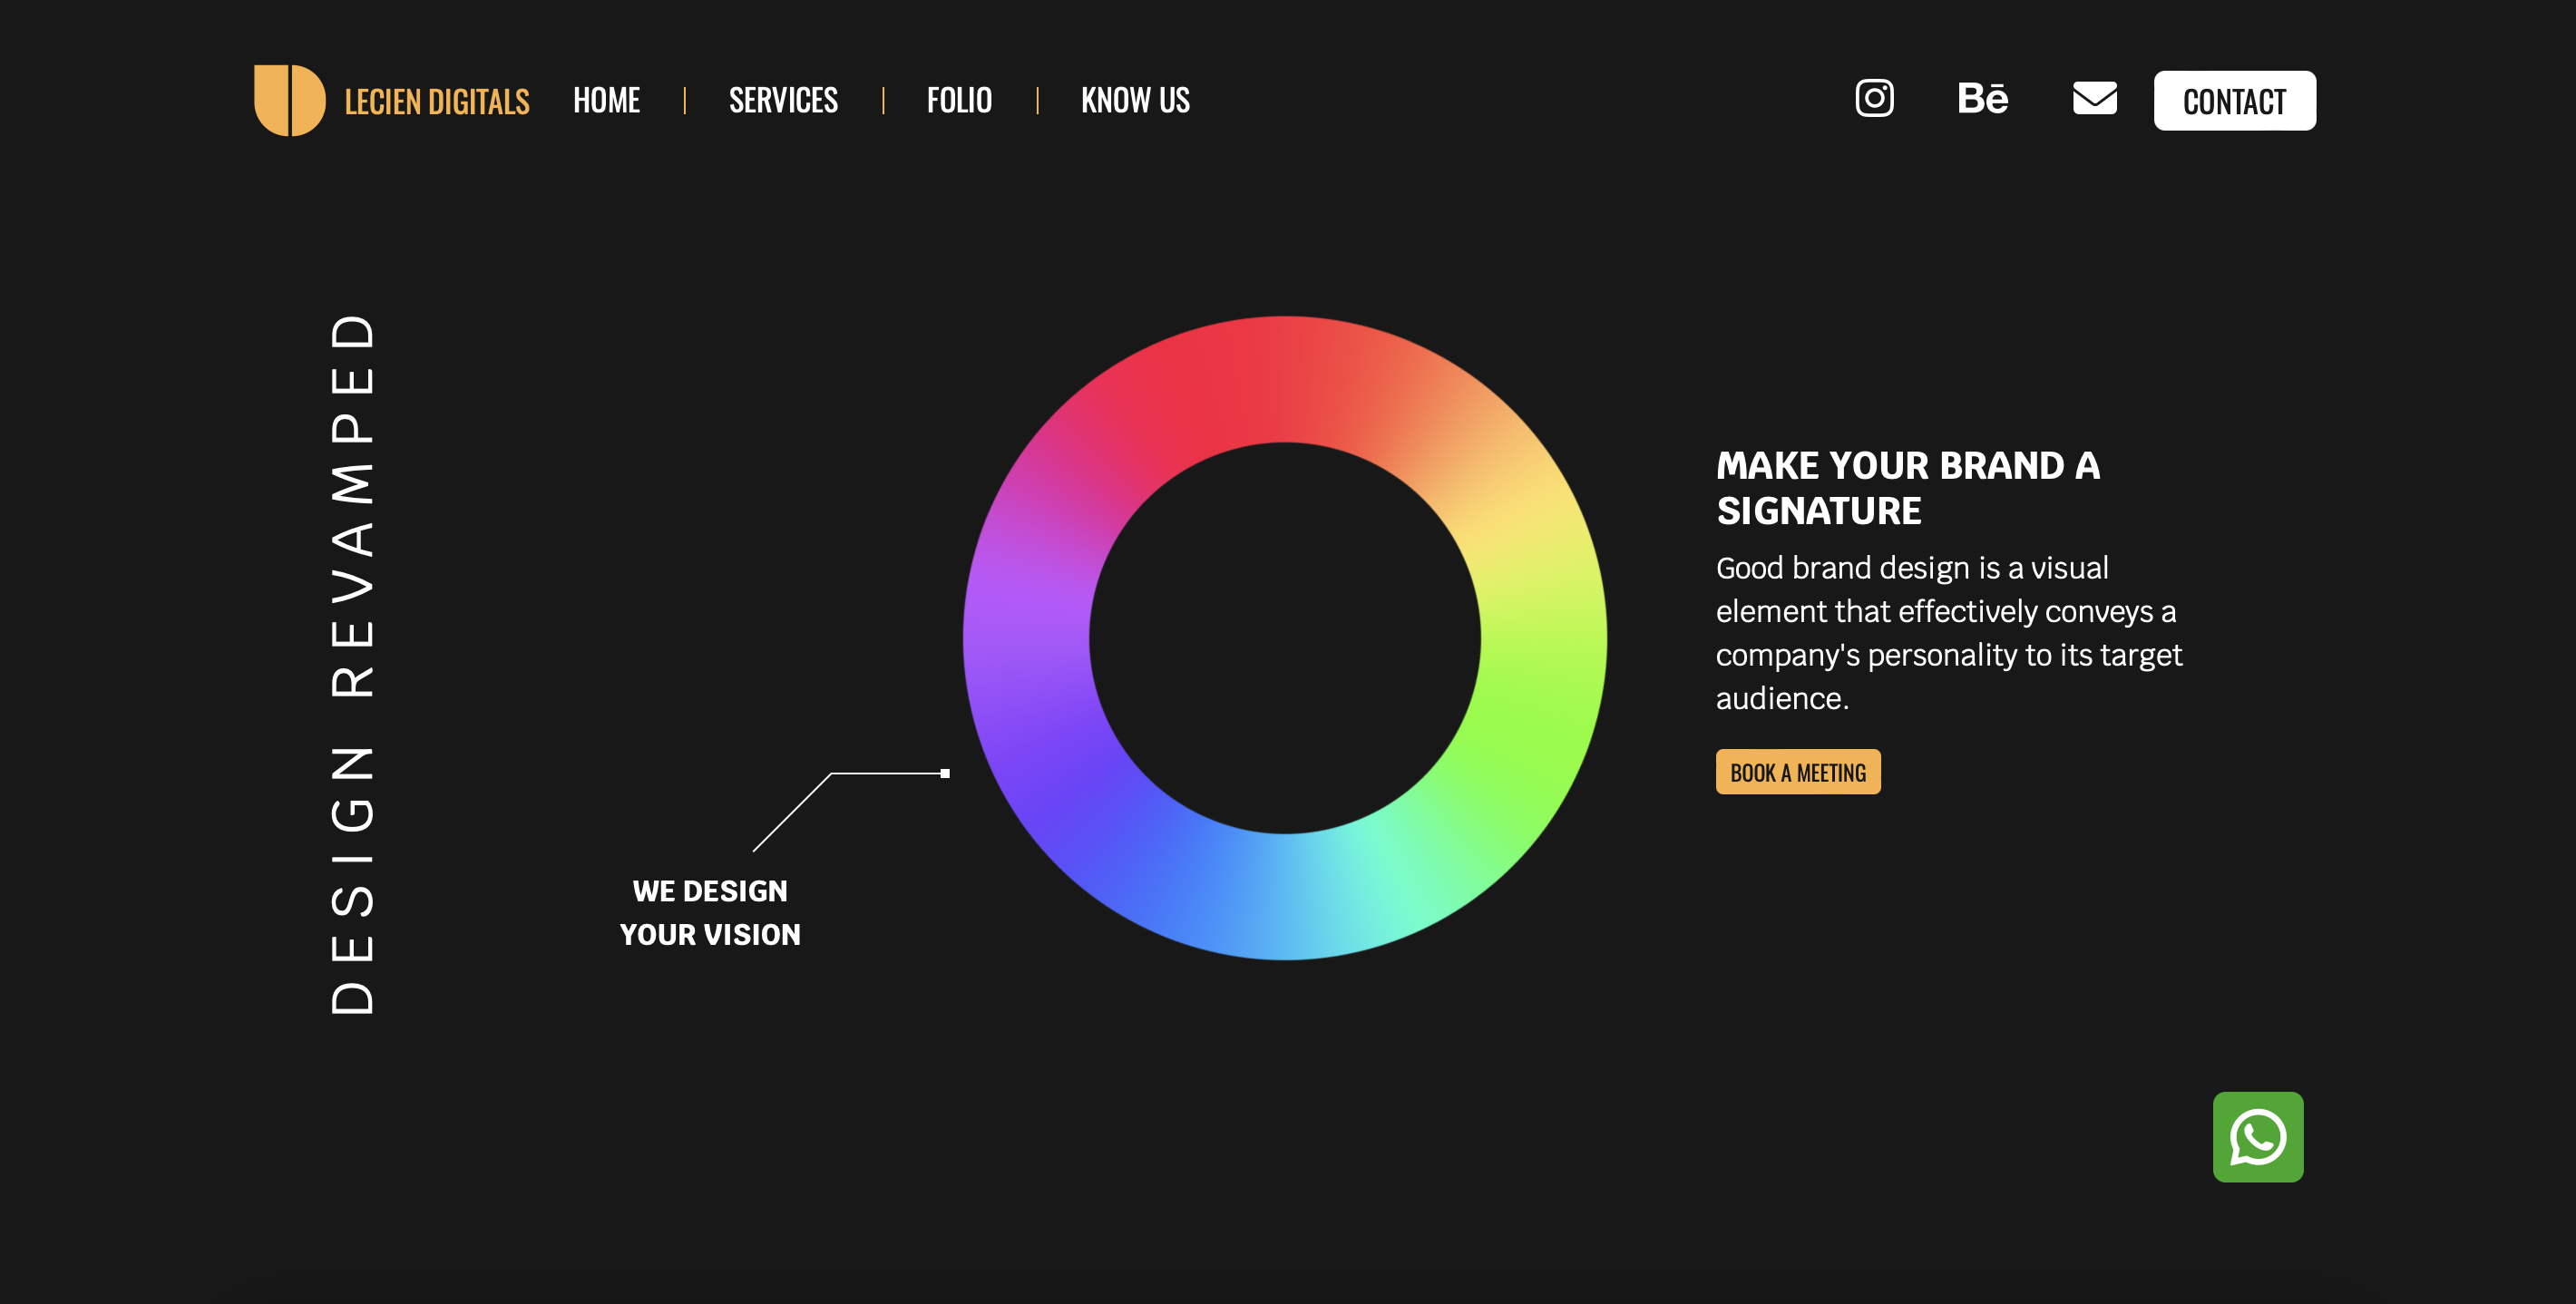 LECIEN DIGITALS
HOME
SERVICES
FOLIO
KNOW US
Bē
CONTACT
DESIGN REVAMPED
MAKE YOUR BRAND A
SIGNATURE
Good brand design is a visual
element that effectively conveys a
company's personality to its target
audience.
BOOK A MEETING
WE DESIGN
YOUR VISION